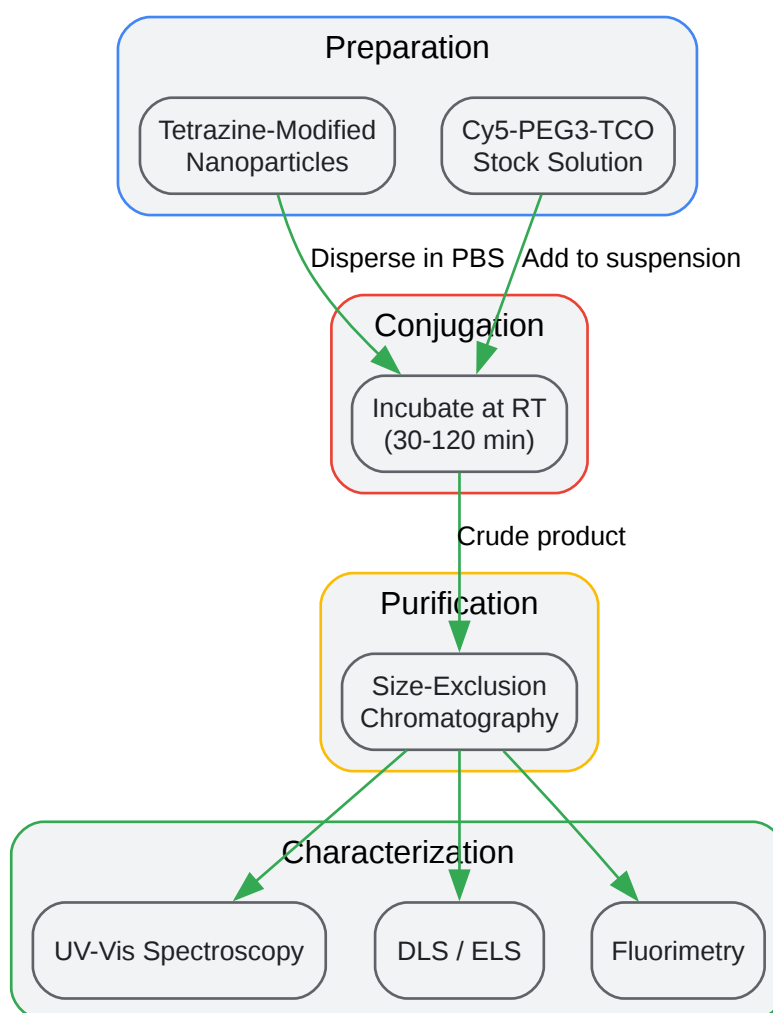 Preparation
Tetrazine-Modified
Nanoparticles
Cy5-PEG3-TCO
Stock Solution
Disperse in PBS
Add to suspension
Conjugation
Incubate at RT
(30-120 min)
Crude product
Purification
Size-Exclusion
Chromatography
Characterization
UV-Vis Spectroscopy
DLS / ELS
Fluorimetry